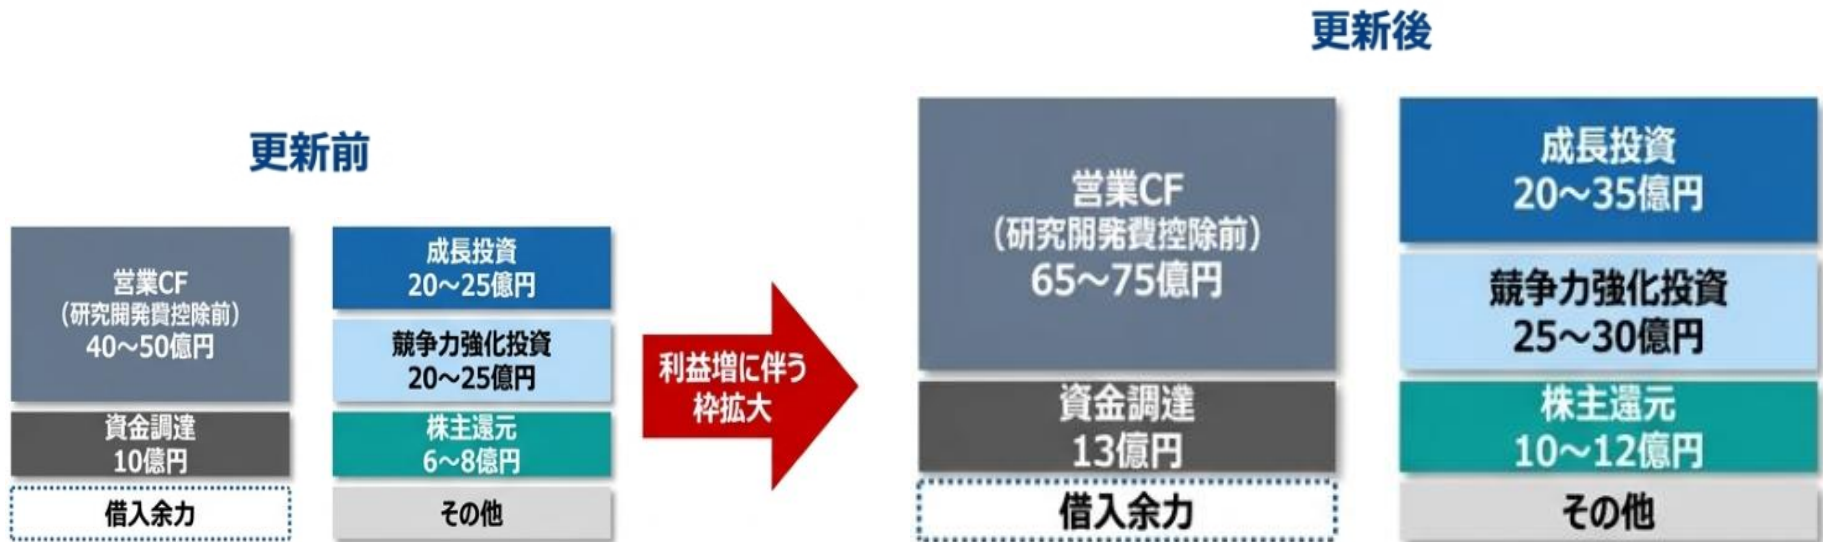 更新前
営業CF
（研究開発費控除前）
40～50億円
資金調達
10億円
借入余力
成長投資
20～25億円
競争力強化投資
20～25億円
株主還元
6～8億円
その他
利益増に伴う
枠拡大
更新後
営業CF
（研究開発費控除前）
65～75億円
資金調達
13億円
借入余力
成長投資
20～35億円
競争力強化投資
25～30億円
株主還元
10～12億円
その他